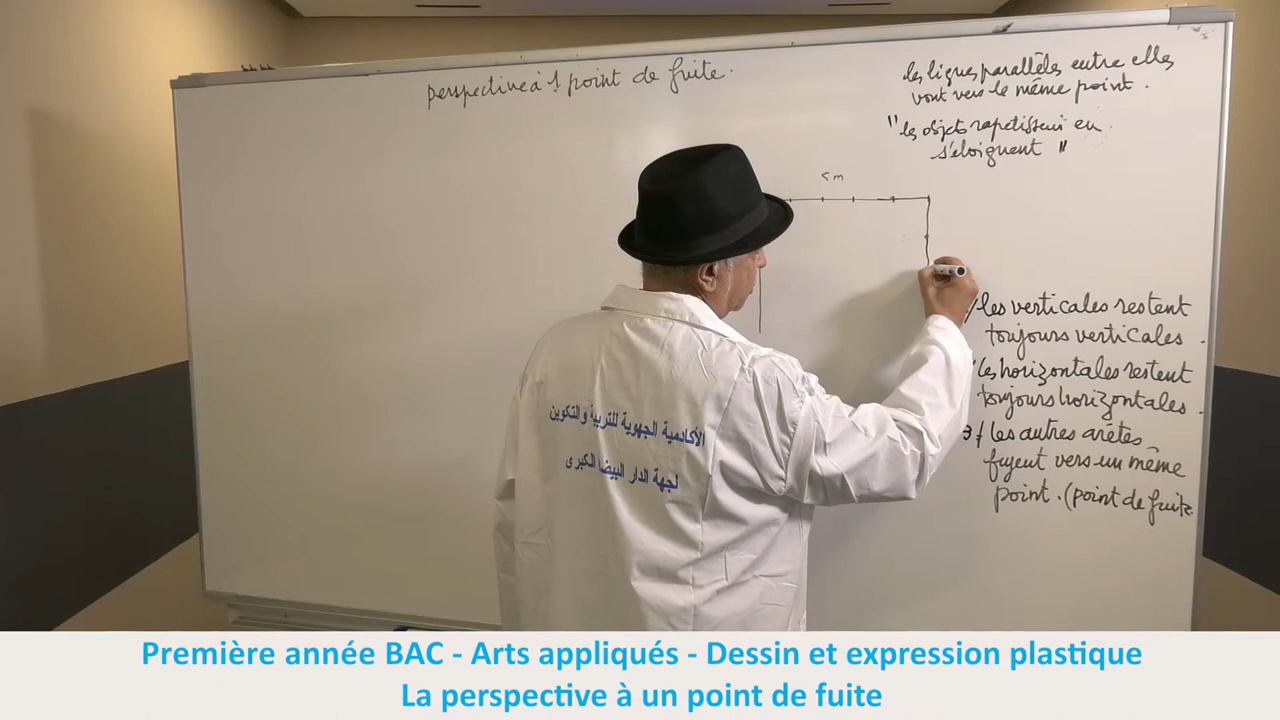 perspective à 1 point de fuite.
les lignes parallèles entre elles
vont vers le même point.
"les objets rapetissent en
s'éloignent"
5m
1/ les verticales restent
toujours verticales.
2/ les horizontales restent
toujours horizontales.
3/ les autres arêtes
fuyent vers un même
point. (point de fuite
الأكاديمية الجهوية للتربية والتكوين
لجهة الدار البيضا الكبرى
Première année BAC - Arts appliqués - Dessin et expression plastique
La perspective à un point de fuite